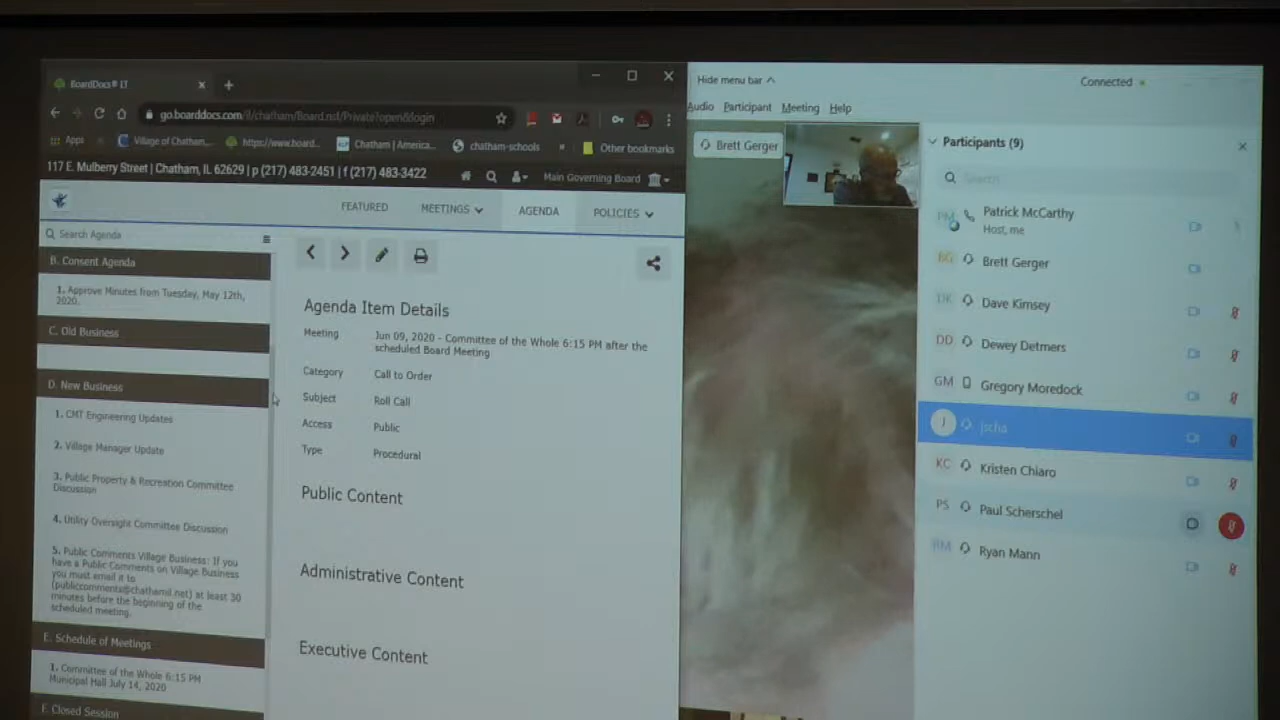 BoardDocs® LT
go.boarddocs.com/il/chatham/Board.nsf/Private?open&login
Apps
Village of Chatham,...
https://www.board...
Chatham | America...
chatham-schools
Other bookmarks
117 E. Mulberry Street | Chatham, IL 62629 | p (217) 483-2451 | f (217) 483-3422
Main Governing Board
FEATURED
MEETINGS
AGENDA
POLICIES
Search Agenda
B. Consent Agenda
1. Approve Minutes from Tuesday, May 12th,
2020.
C. Old Business
D. New Business
1. CMT Engineering Updates
2. Village Manager Update
3. Public Property & Recreation Committee
Discussion
4. Utility Oversight Committee Discussion
5. Public Comments Village Business: If you
have a Public Comments on Village Business
you must email it to
(publiccomments@chathamil.net) at least 30
minutes before the beginning of the
scheduled meeting.
E. Schedule of Meetings
1. Committee of the Whole 6:15 PM
Municipal Hall July 14, 2020
F. Closed Session
Agenda Item Details
Meeting
Jun 09, 2020 - Committee of the Whole 6:15 PM after the
scheduled Board Meeting
Category
Call to Order
Subject
Roll Call
Access
Public
Type
Procedural
Public Content
Administrative Content
Executive Content
Hide menu bar
Connected
Audio
Participant
Meeting
Help
Brett Gerger
Participants (9)
Search
PM
Patrick McCarthy
Host, me
BG
Brett Gerger
DK
Dave Kimsey
DD
Dewey Detmers
GM
Gregory Moredock
J
Jscha
KC
Kristen Chiaro
PS
Paul Scherschel
RM
Ryan Mann